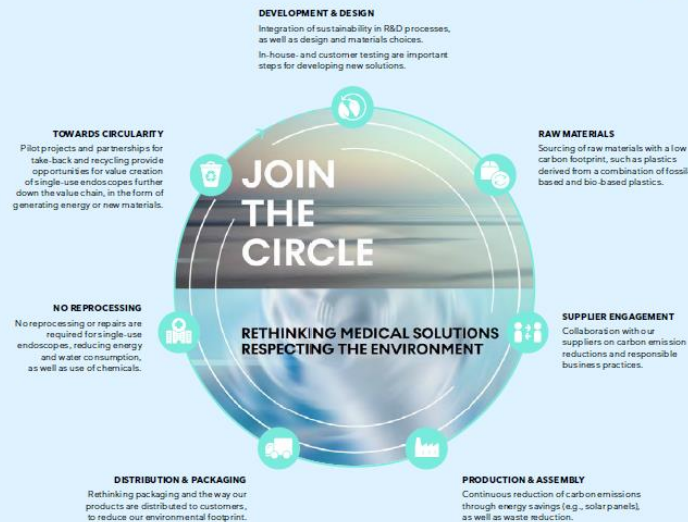 DEVELOPMENT & DESIGN
Integration of sustainability in R&D processes,
as well as design and materials choices.
In-house- and customer testing are important
steps for developing new solutions.
TOWARDS CIRCULARITY
Pilot projects and partnerships for
take-back and recycling provide
opportunities for value creation
of single-use endoscopes further
down the value chain, in the form of
generating energy or new materials.
RAW MATERIALS
Sourcing of raw materials with a low
carbon footprint, such as plastics
derived from a combination of fossil
based and bio-based plastics.
JOIN
THE
CIRCLE
RETHINKING MEDICAL SOLUTIONS
RESPECTING THE ENVIRONMENT
NO REPROCESSING
No reprocessing or repairs are
required for single-use
endoscopes, reducing energy
and water consumption,
as well as use of chemicals.
SUPPLIER ENGAGEMENT
Collaboration with our
suppliers on carbon emission
reductions and responsible
business practices.
DISTRIBUTION & PACKAGING
Rethinking packaging and the way our
products are distributed to customers,
to reduce our environmental footprint.
PRODUCTION & ASSEMBLY
Continuous reduction of carbon emissions
through energy savings (e.g., solar panels),
as well as waste reduction.